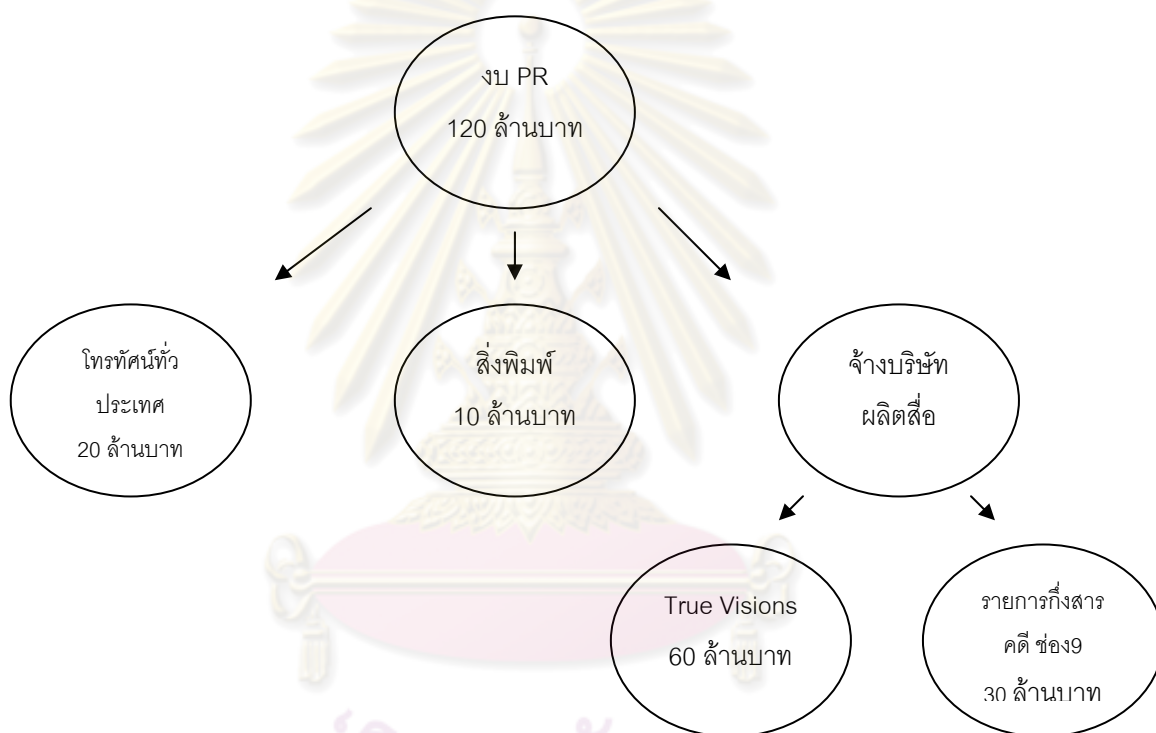 งบ PR
120 ล้านบาท
โทรทัศน์ทั่ว
ประเทศ
20 ล้านบาท
สิ่งพิมพ์
10 ล้านบาท
จ้างบริษัท
ผลิตสื่อ
True Visions
60 ล้านบาท
รายการกึ่งสาร
คดี ช่อง9
30 ล้านบาท